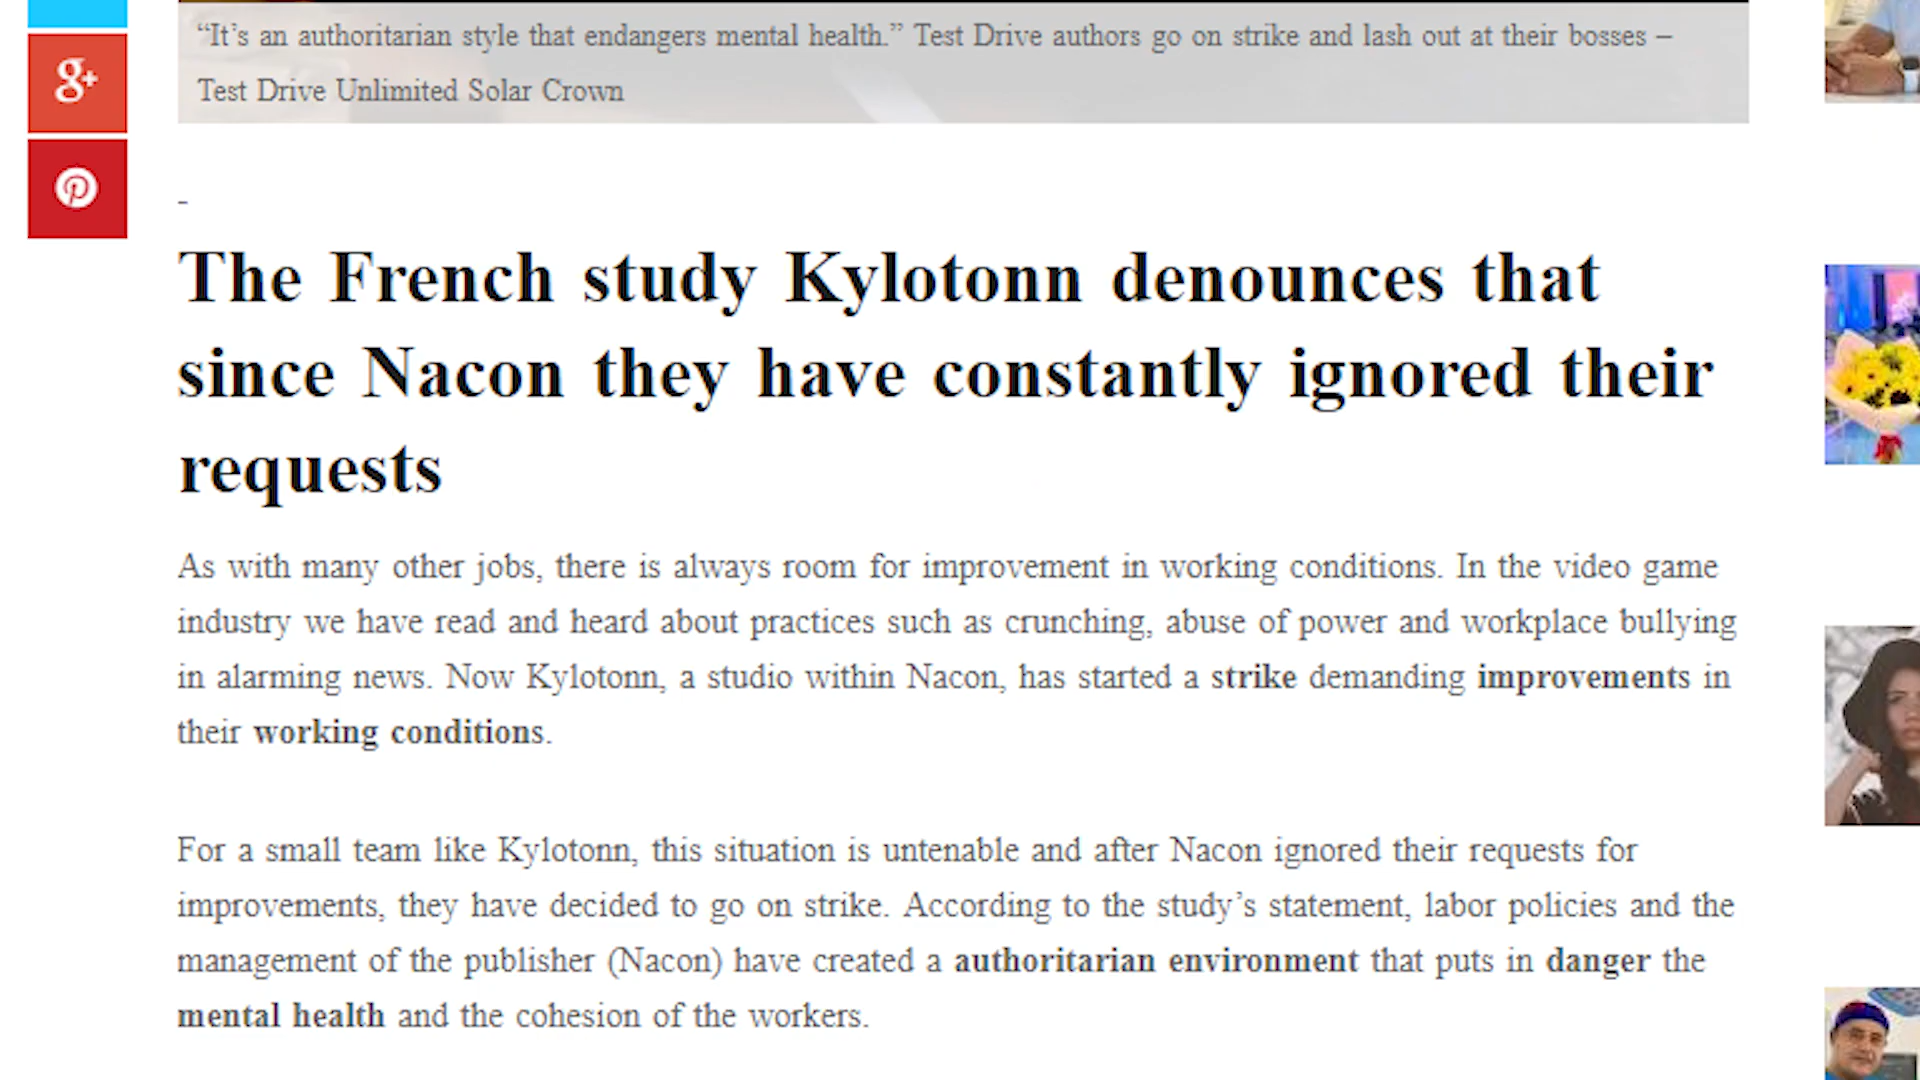 “It’s an authoritarian style that endangers mental health.” Test Drive authors go on strike and lash out at their bosses –
Test Drive Unlimited Solar Crown
g+
-
The French study Kylotonn denounces that
since Nacon they have constantly ignored their
requests
As with many other jobs, there is always room for improvement in working conditions. In the video game
industry we have read and heard about practices such as crunching, abuse of power and workplace bullying
in alarming news. Now Kylotonn, a studio within Nacon, has started a strike demanding improvements in
their working conditions.
For a small team like Kylotonn, this situation is untenable and after Nacon ignored their requests for
improvements, they have decided to go on strike. According to the study’s statement, labor policies and the
management of the publisher (Nacon) have created a authoritarian environment that puts in danger the
mental health and the cohesion of the workers.